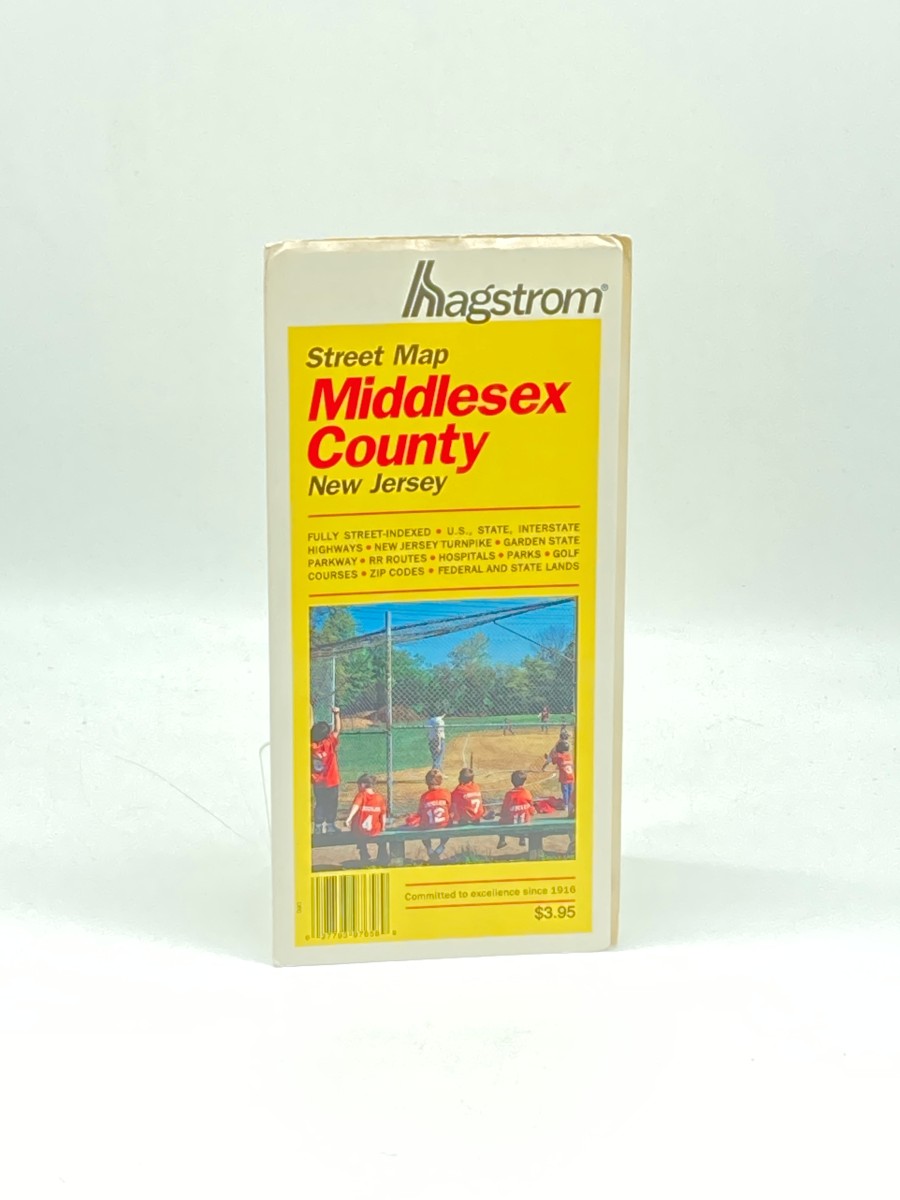 hagstrom®
Street Map
Middlesex
County
New Jersey
FULLY STREET-INDEXED • U.S., STATE, INTERSTATE
HIGHWAYS • NEW JERSEY TURNPIKE • GARDEN STATE
PARKWAY • RR ROUTES • HOSPITALS • PARKS • GOLF
COURSES • ZIP CODES • FEDERAL AND STATE LANDS
4
12
7
3
Committed to excellence since 1916
$3.95